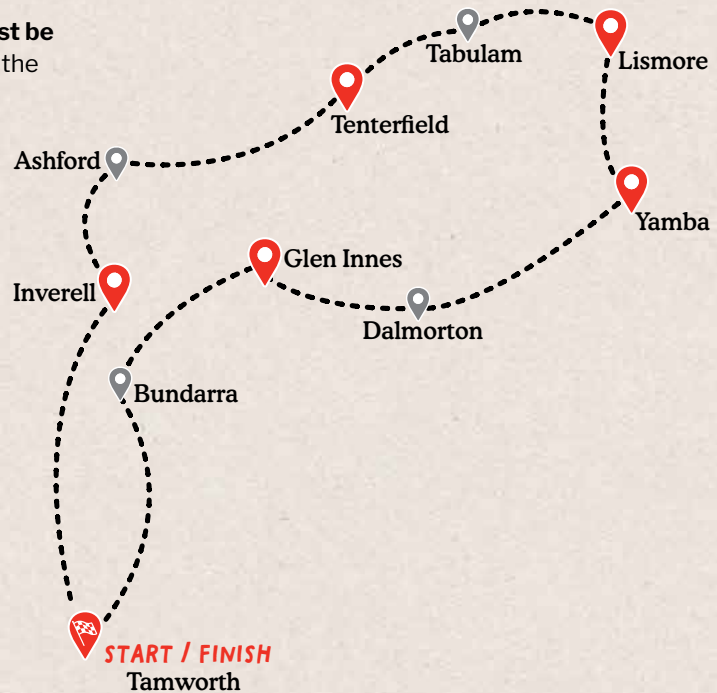 st be
the
Tabulam
Lismore
Tenterfield
Ashford
Yamba
Glen Innes
Inverell
Dalmorton
Bundarra
START / FINISH
Tamworth